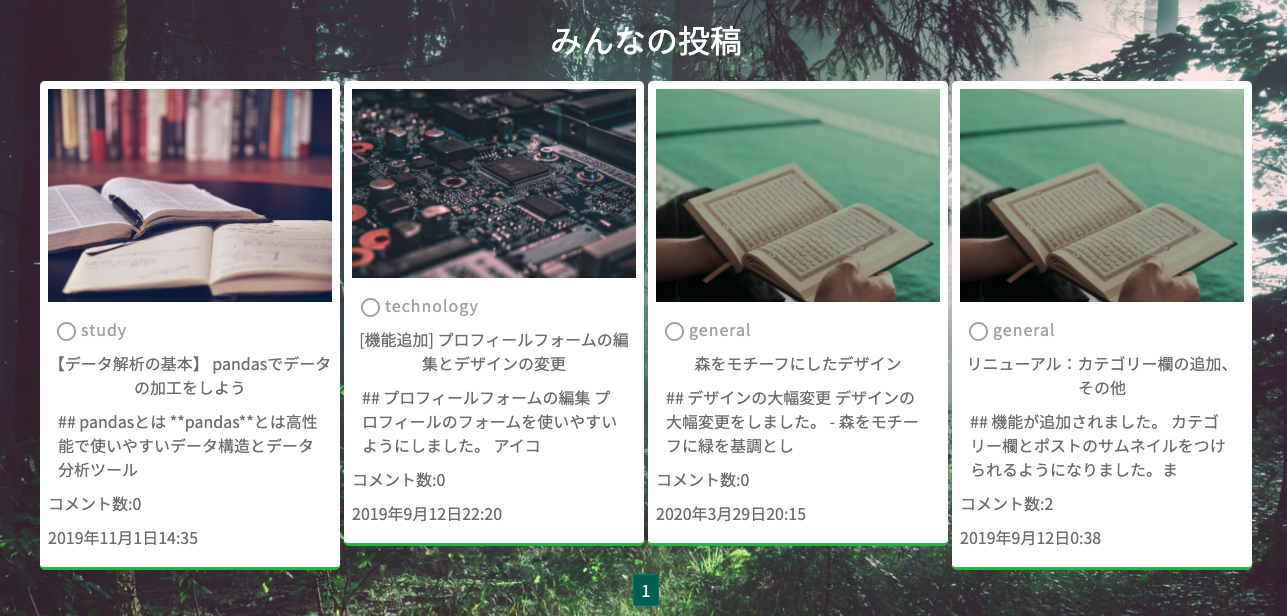 みんなの投稿
study
【データ解析の基本】 pandasでデータ
の加工をしよう
## pandasとは **pandas**とは高性
能で使いやすいデータ構造とデータ
分析ツール
コメント数:0
2019年11月1日14:35
technology
[機能追加] プロフィールフォームの編
集とデザインの変更
## プロフィールフォームの編集 プ
ロフィールのフォームを使いやすい
ようにしました。 アイコ
コメント数:0
2019年9月12日22:20
general
森をモチーフにしたデザイン
## デザインの大幅変更 デザインの
大幅変更をしました。 - 森をモチー
フに緑を基調とし
コメント数:0
2020年3月29日20:15
general
リニューアル：カテゴリー欄の追加、
その他
## 機能が追加されました。 カテゴ
リー欄とポストのサムネイルをつけ
られるようになりました。ま
コメント数:2
2019年9月12日0:38
1